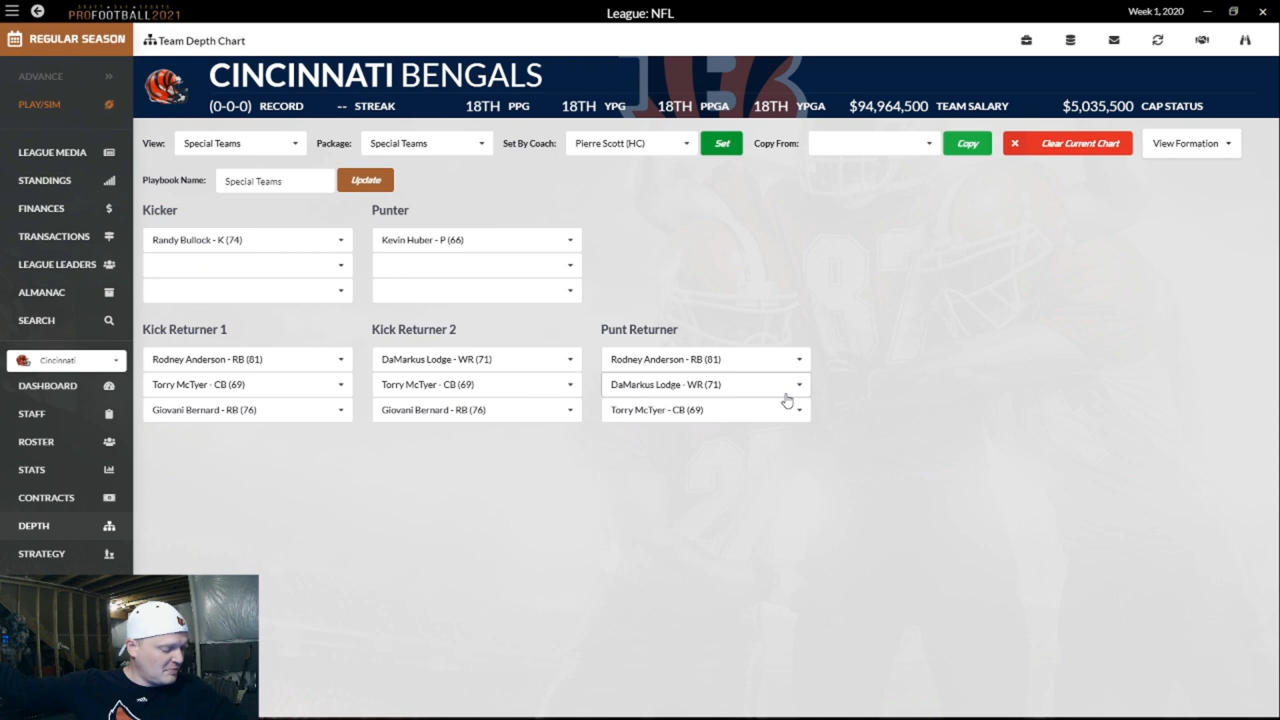 DRAFT DAY SPORTS
PROFOOTBALL2021
League: NFL
Week 1, 2020
REGULAR SEASON
Team Depth Chart
ADVANCE
PLAY/SIM
CINCINNATI BENGALS
(0-0-0) RECORD -- STREAK 18TH PPG 18TH YPG 18TH PPGA 18TH YPGA $94,964,500 TEAM SALARY $5,035,500 CAP STATUS
View: Special Teams Package: Special Teams Set By Coach: Pierre Scott (HC) Set Copy From: Copy Clear Current Chart View Formation
Playbook Name: Special Teams Update
LEAGUE MEDIA
STANDINGS
FINANCES
TRANSACTIONS
LEAGUE LEADERS
ALMANAC
SEARCH
Cincinnati
DASHBOARD
STAFF
ROSTER
STATS
CONTRACTS
DEPTH
STRATEGY
Kicker Punter
Randy Bullock - K (74) Kevin Huber - P (66)
Kick Returner 1 Kick Returner 2 Punt Returner
Rodney Anderson - RB (81) DaMarkus Lodge - WR (71) Rodney Anderson - RB (81)
Torry McTyer - CB (69) Torry McTyer - CB (69) DaMarkus Lodge - WR (71)
Giovani Bernard - RB (76) Giovani Bernard - RB (76) Torry McTyer - CB (69)